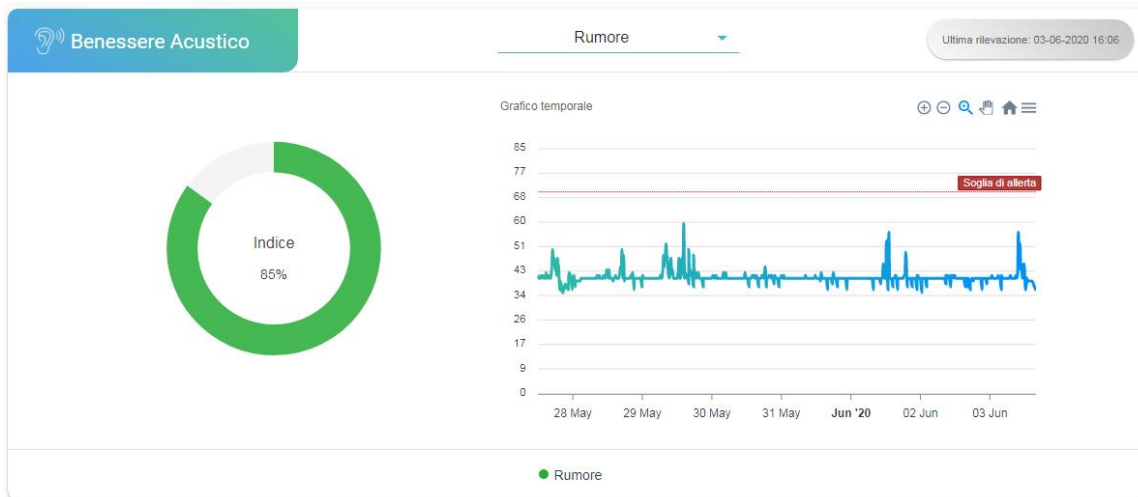 Benessere Acustico
Rumore
Ultima rilevazione: 03-06-2020 16:06
Indice
85%
Grafico temporale
85
77
68
60
51
43
34
26
17
9
0
Soglia di allerta
28 May 29 May 30 May 31 May Jun '20 02 Jun 03 Jun
Rumore